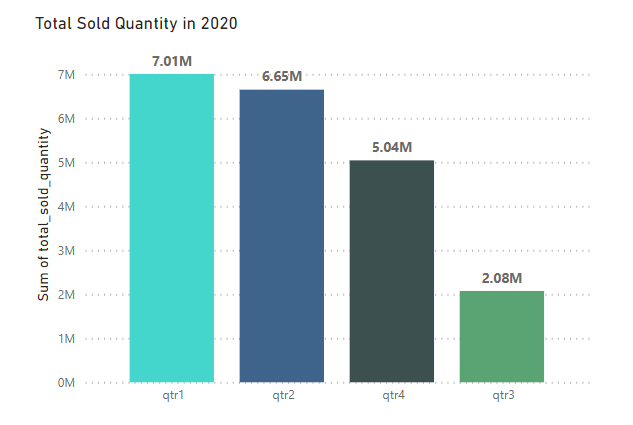 Total Sold Quantity in 2020
Sum of total_sold_quantity
7M
6M
5M
4M
3M
2M
1M
0M
7.01M
6.65M
5.04M
2.08M
qtr1
qtr2
qtr4
qtr3